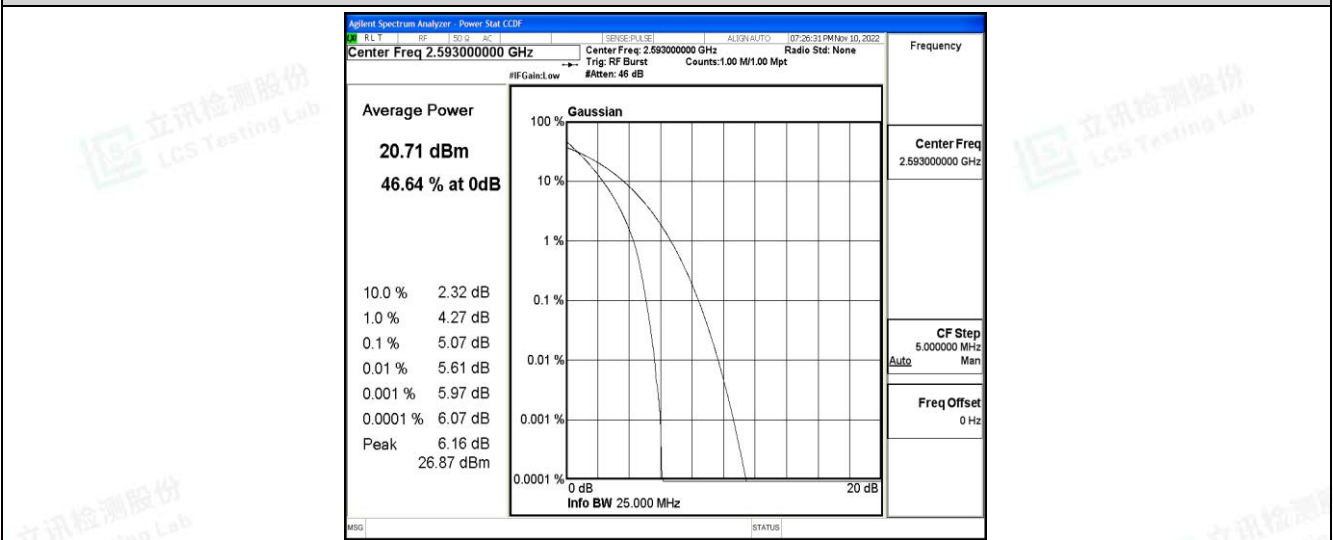 Agilent Spectrum Analyzer - Power Stat CCDF
RLT RF 50 Ω AC SENSE:PULSE ALIGN AUTO 07:26:31 PM Nov 10, 2022
Center Freq 2.593000000 GHz
Center Freq: 2.593000000 GHz Radio Std: None
Trig: RF Burst Counts:1.00 M/1.00 Mpt
#IFGain:Low #Atten: 46 dB
Frequency
Average Power
20.71 dBm
46.64 % at 0dB
10.0 % 2.32 dB
1.0 % 4.27 dB
0.1 % 5.07 dB
0.01 % 5.61 dB
0.001 % 5.97 dB
0.0001 % 6.07 dB
Peak 6.16 dB
26.87 dBm
Gaussian
100 %
10 %
1 %
0.1 %
0.01 %
0.001 %
0.0001 %
0 dB 20 dB
Info BW 25.000 MHz
Center Freq
2.593000000 GHz
CF Step
5.000000 MHz
Auto Man
Freq Offset
0 Hz
MSG STATUS
立讯检测股份
LCS Testing Lab
立讯检测股份
LCS Testing Lab
立讯检测股份